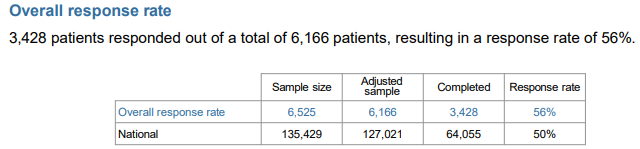 Overall response rate
3,428 patients responded out of a total of 6,166 patients, resulting in a response rate of 56%.
Sample size Adjusted sample Completed Response rate
Overall response rate 6,525 6,166 3,428 56%
National 135,429 127,021 64,055 50%